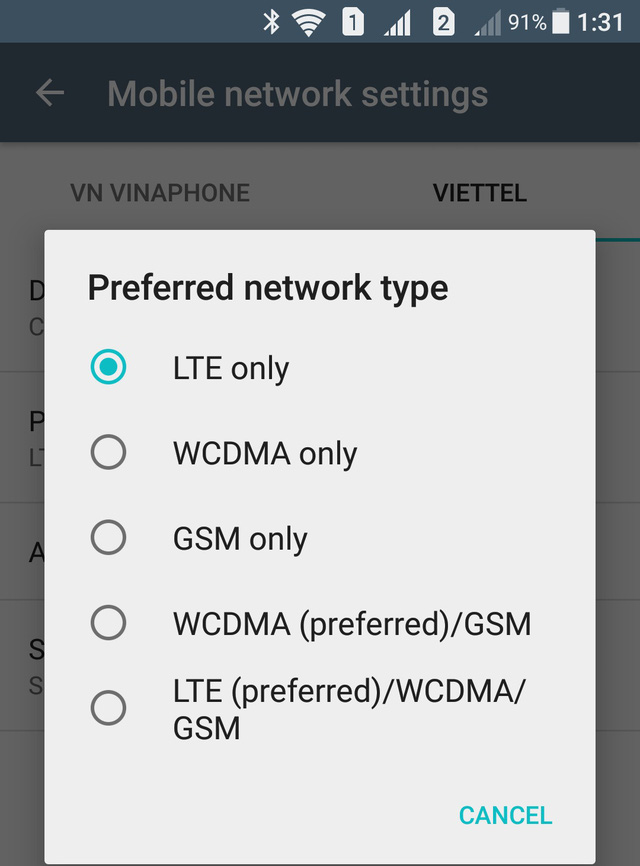 1 2 91% 1:31
Mobile network settings
VN VINAPHONE VIETTEL
D
C
Preferred network type
LTE only
WCDMA only
P
LT
GSM only
A
WCDMA (preferred)/GSM
S
S
LTE (preferred)/WCDMA/
GSM
CANCEL